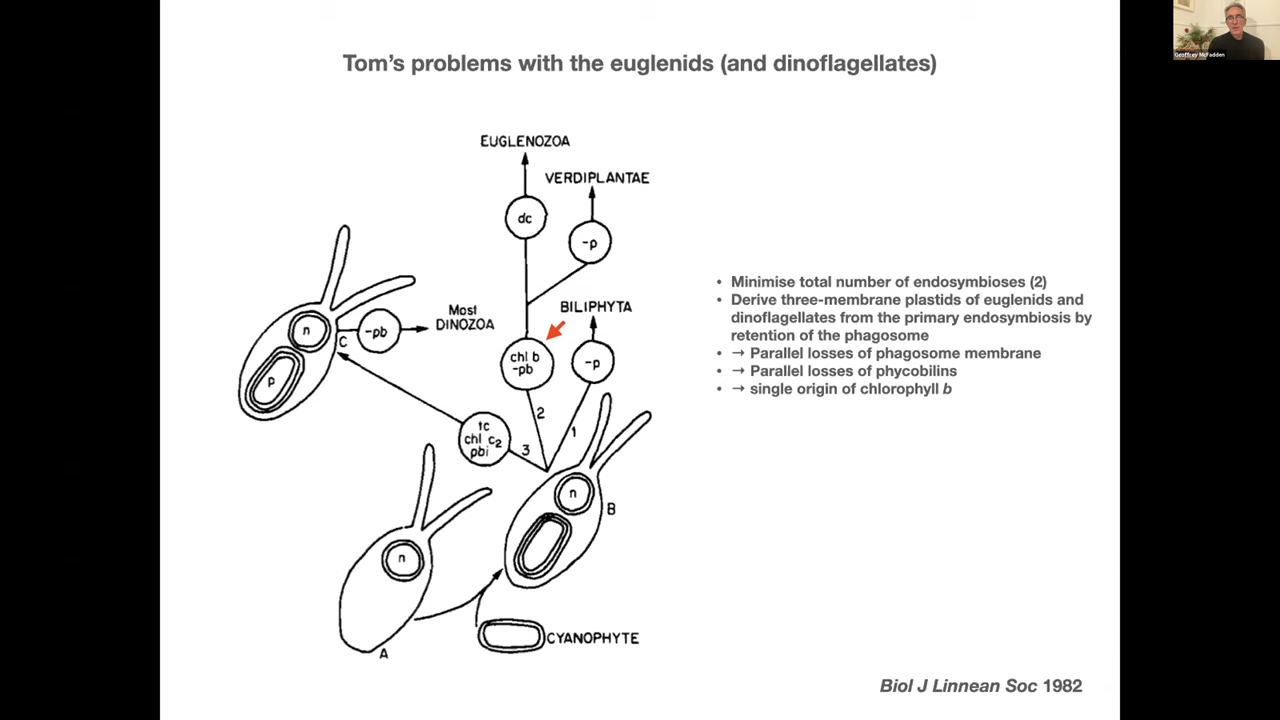 Geoffrey McFadden
Tom's problems with the euglenids (and dinoflagellates)
EUGLENOZOA
VERDIPLANTAE
dc
-p
BILIPHYTA
Most
DINOZOA
n
-pb
C
p
chl b
-pb
-p
tc
chl c2
pbi
3
2
1
n
B
n
A
CYANOPHYTE
• Minimise total number of endosymbioses (2)
• Derive three-membrane plastids of euglenids and
dinoflagellates from the primary endosymbiosis by
retention of the phagosome
• → Parallel losses of phagosome membrane
• → Parallel losses of phycobilins
• → single origin of chlorophyll b
Biol J Linnean Soc 1982